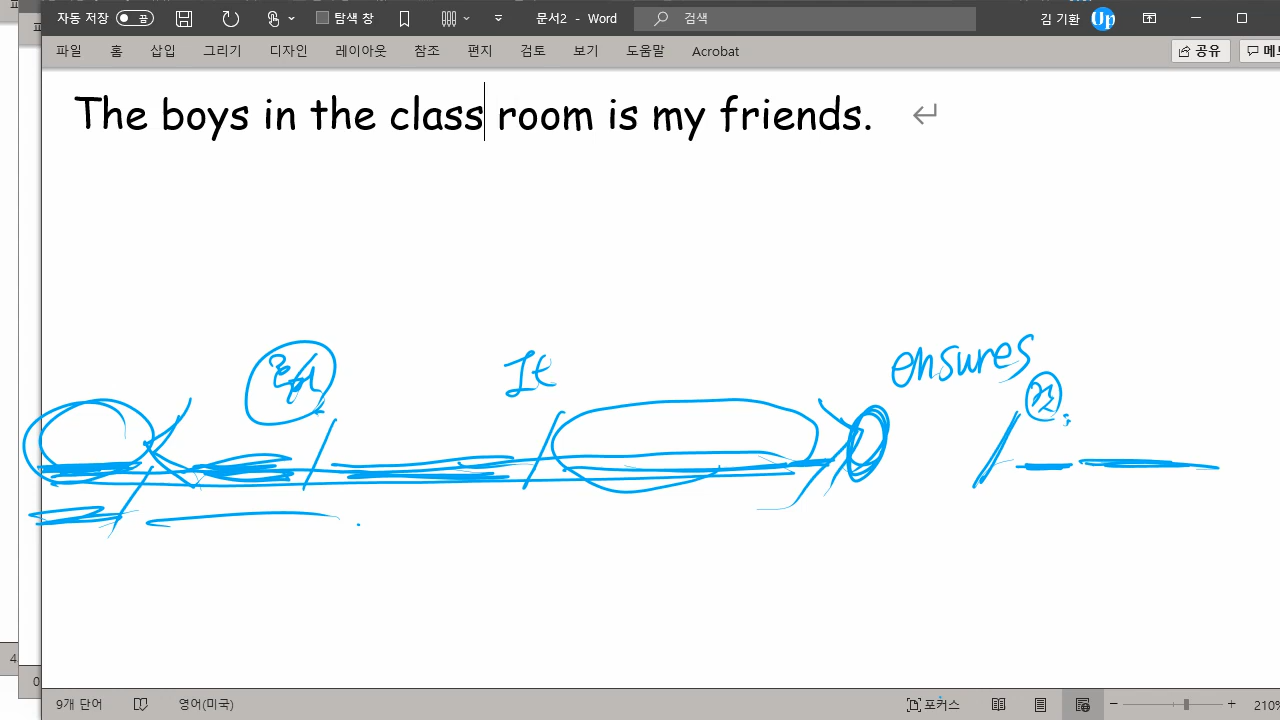 자동 저장 끔 탐색 창 문서2 - Word 검색 김 기환 Up
파일 홈 삽입 그리기 디자인 레이아웃 참조 편지 검토 보기 도움말 Acrobat 공유
The boys in the class room is my friends.
It ensures
9개 단어 영어(미국) 포커스 210%